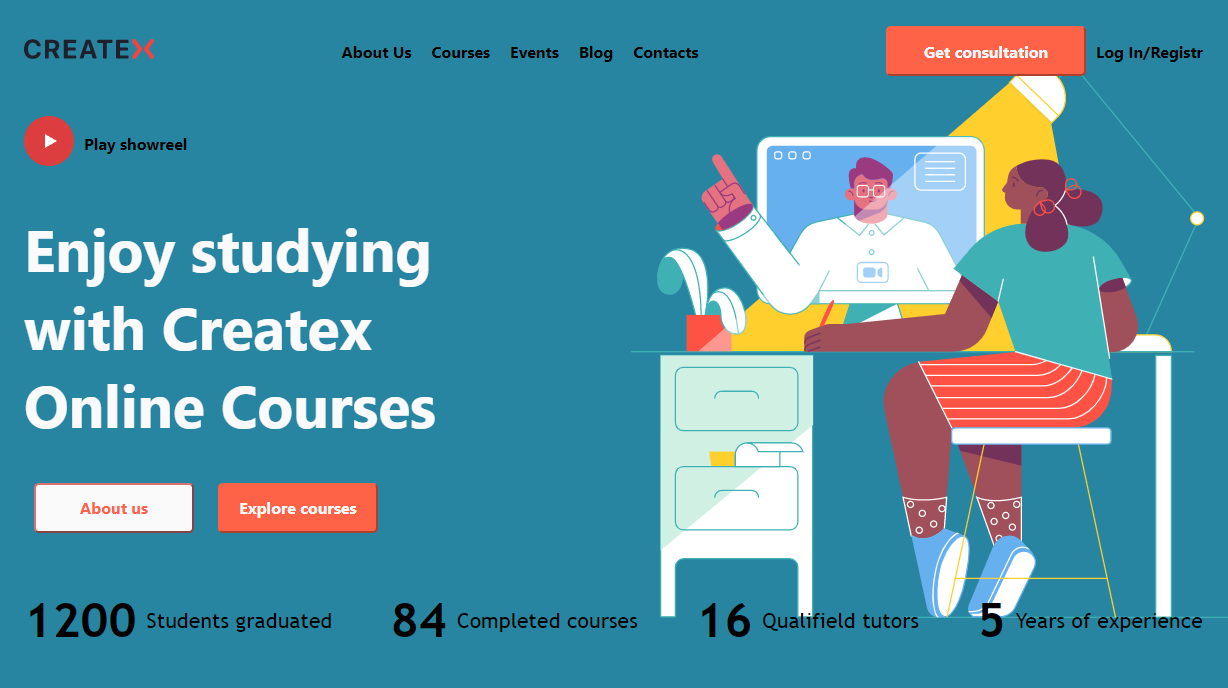 CREATEX
About Us Courses Events Blog Contacts
Get consultation
Log In/Registr
Play showreel
Enjoy studying
with Createx
Online Courses
About us
Explore courses
1200 Students graduated
84 Completed courses
16 Qualifield tutors
5 Years of experience